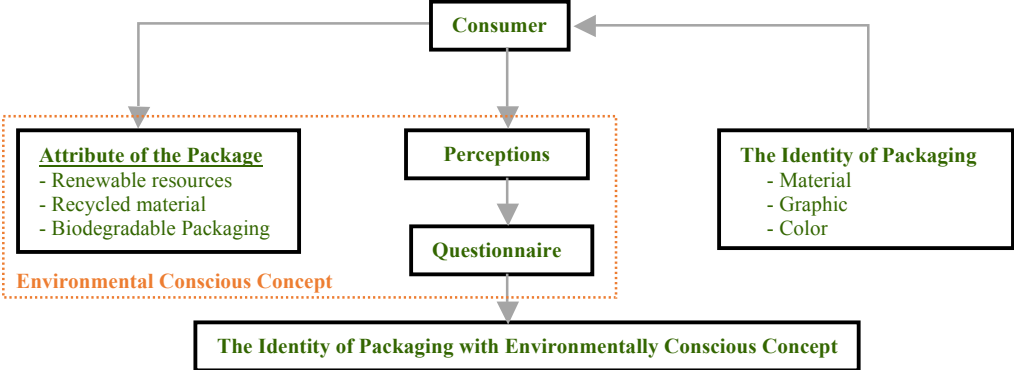 Consumer
Attribute of the Package
- Renewable resources
- Recycled material
- Biodegradable Packaging
Perceptions
Questionnaire
The Identity of Packaging
- Material
- Graphic
- Color
Environmental Conscious Concept
The Identity of Packaging with Environmentally Conscious Concept